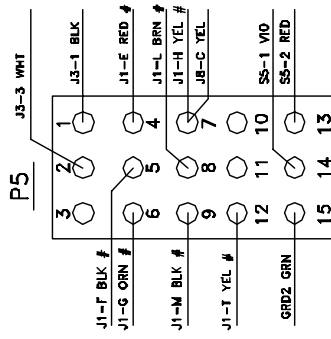 P5
J3-3 WHT
J3-1 BLK
J1-E RED #
J1-L BRN #
J1-H YEL #
J8-C YEL
S5-1 VIO
S5-2 RED
1 4 7 10 13
2 5 8 11 14
3 6 9 12 15
J1-F BLK #
J1-G ORN #
J1-M BLK #
J1-T YEL #
GRD2 GRN